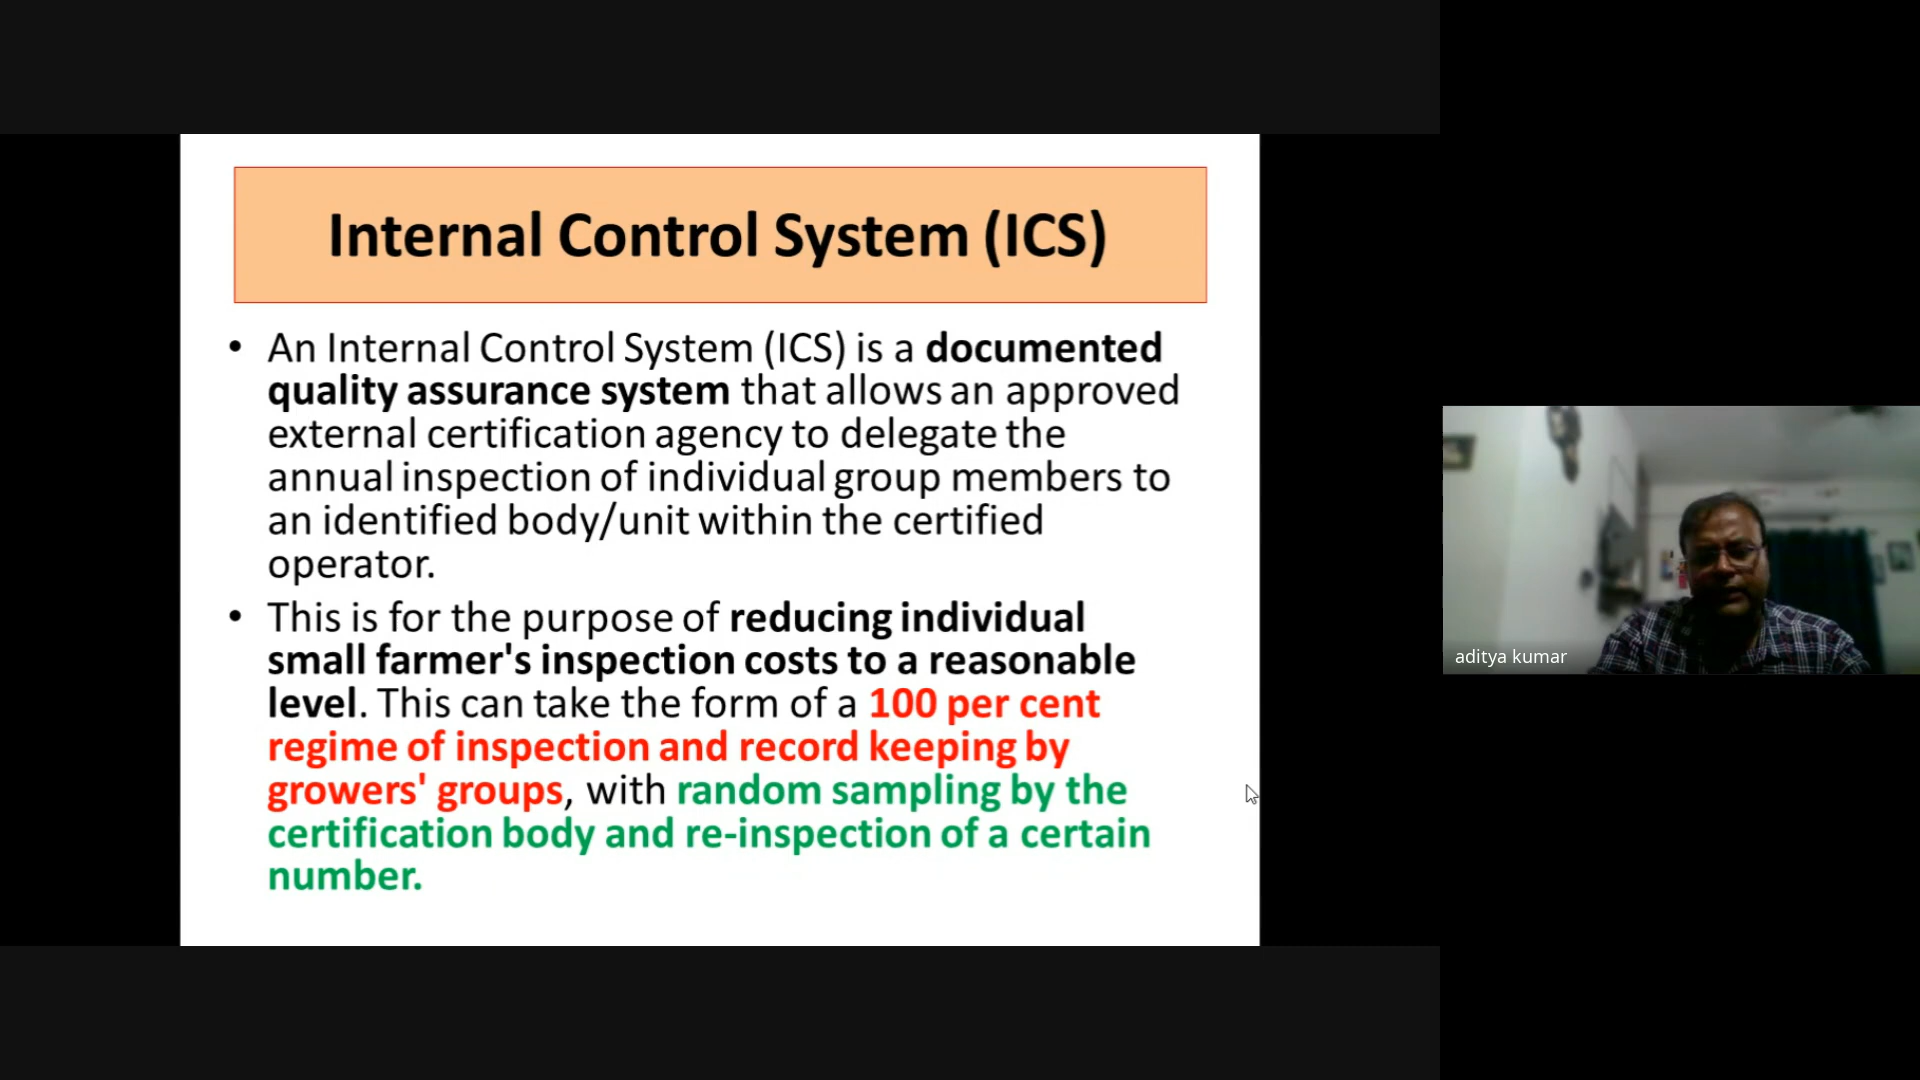 Internal Control System (ICS)
• An Internal Control System (ICS) is a documented
quality assurance system that allows an approved
external certification agency to delegate the
annual inspection of individual group members to
an identified body/unit within the certified
operator.
• This is for the purpose of reducing individual
small farmer's inspection costs to a reasonable
level. This can take the form of a 100 per cent
regime of inspection and record keeping by
growers' groups, with random sampling by the
certification body and re-inspection of a certain
number.
aditya kumar